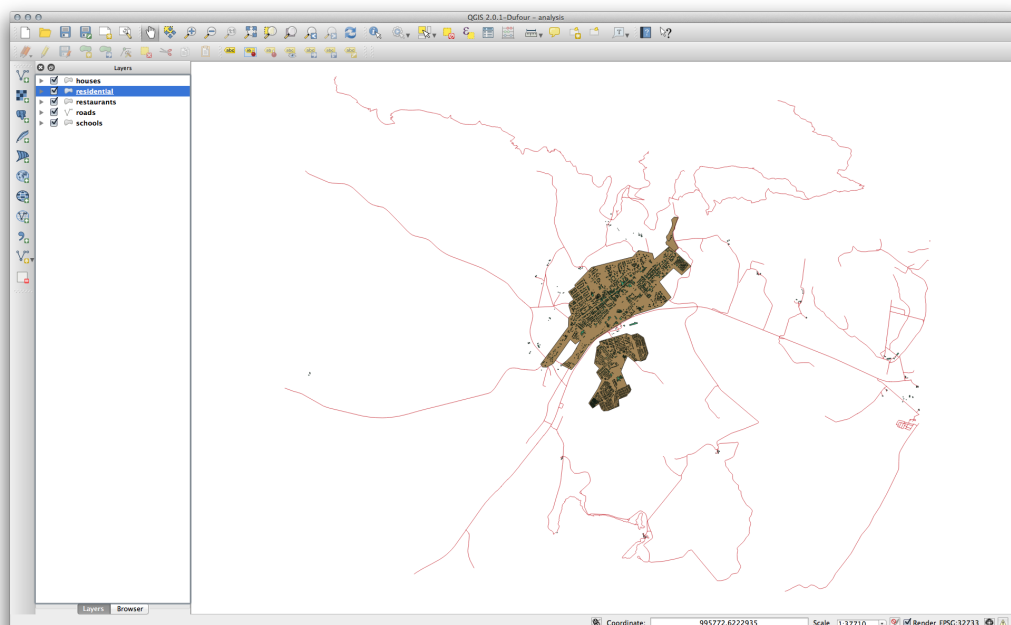 QGIS 2.0.1-Dufour – analysis
Layers
houses
residential
restaurants
roads
schools
Layers Browser
Coordinate: 995772,6222935 Scale 1:37710 Render EPSG:32733